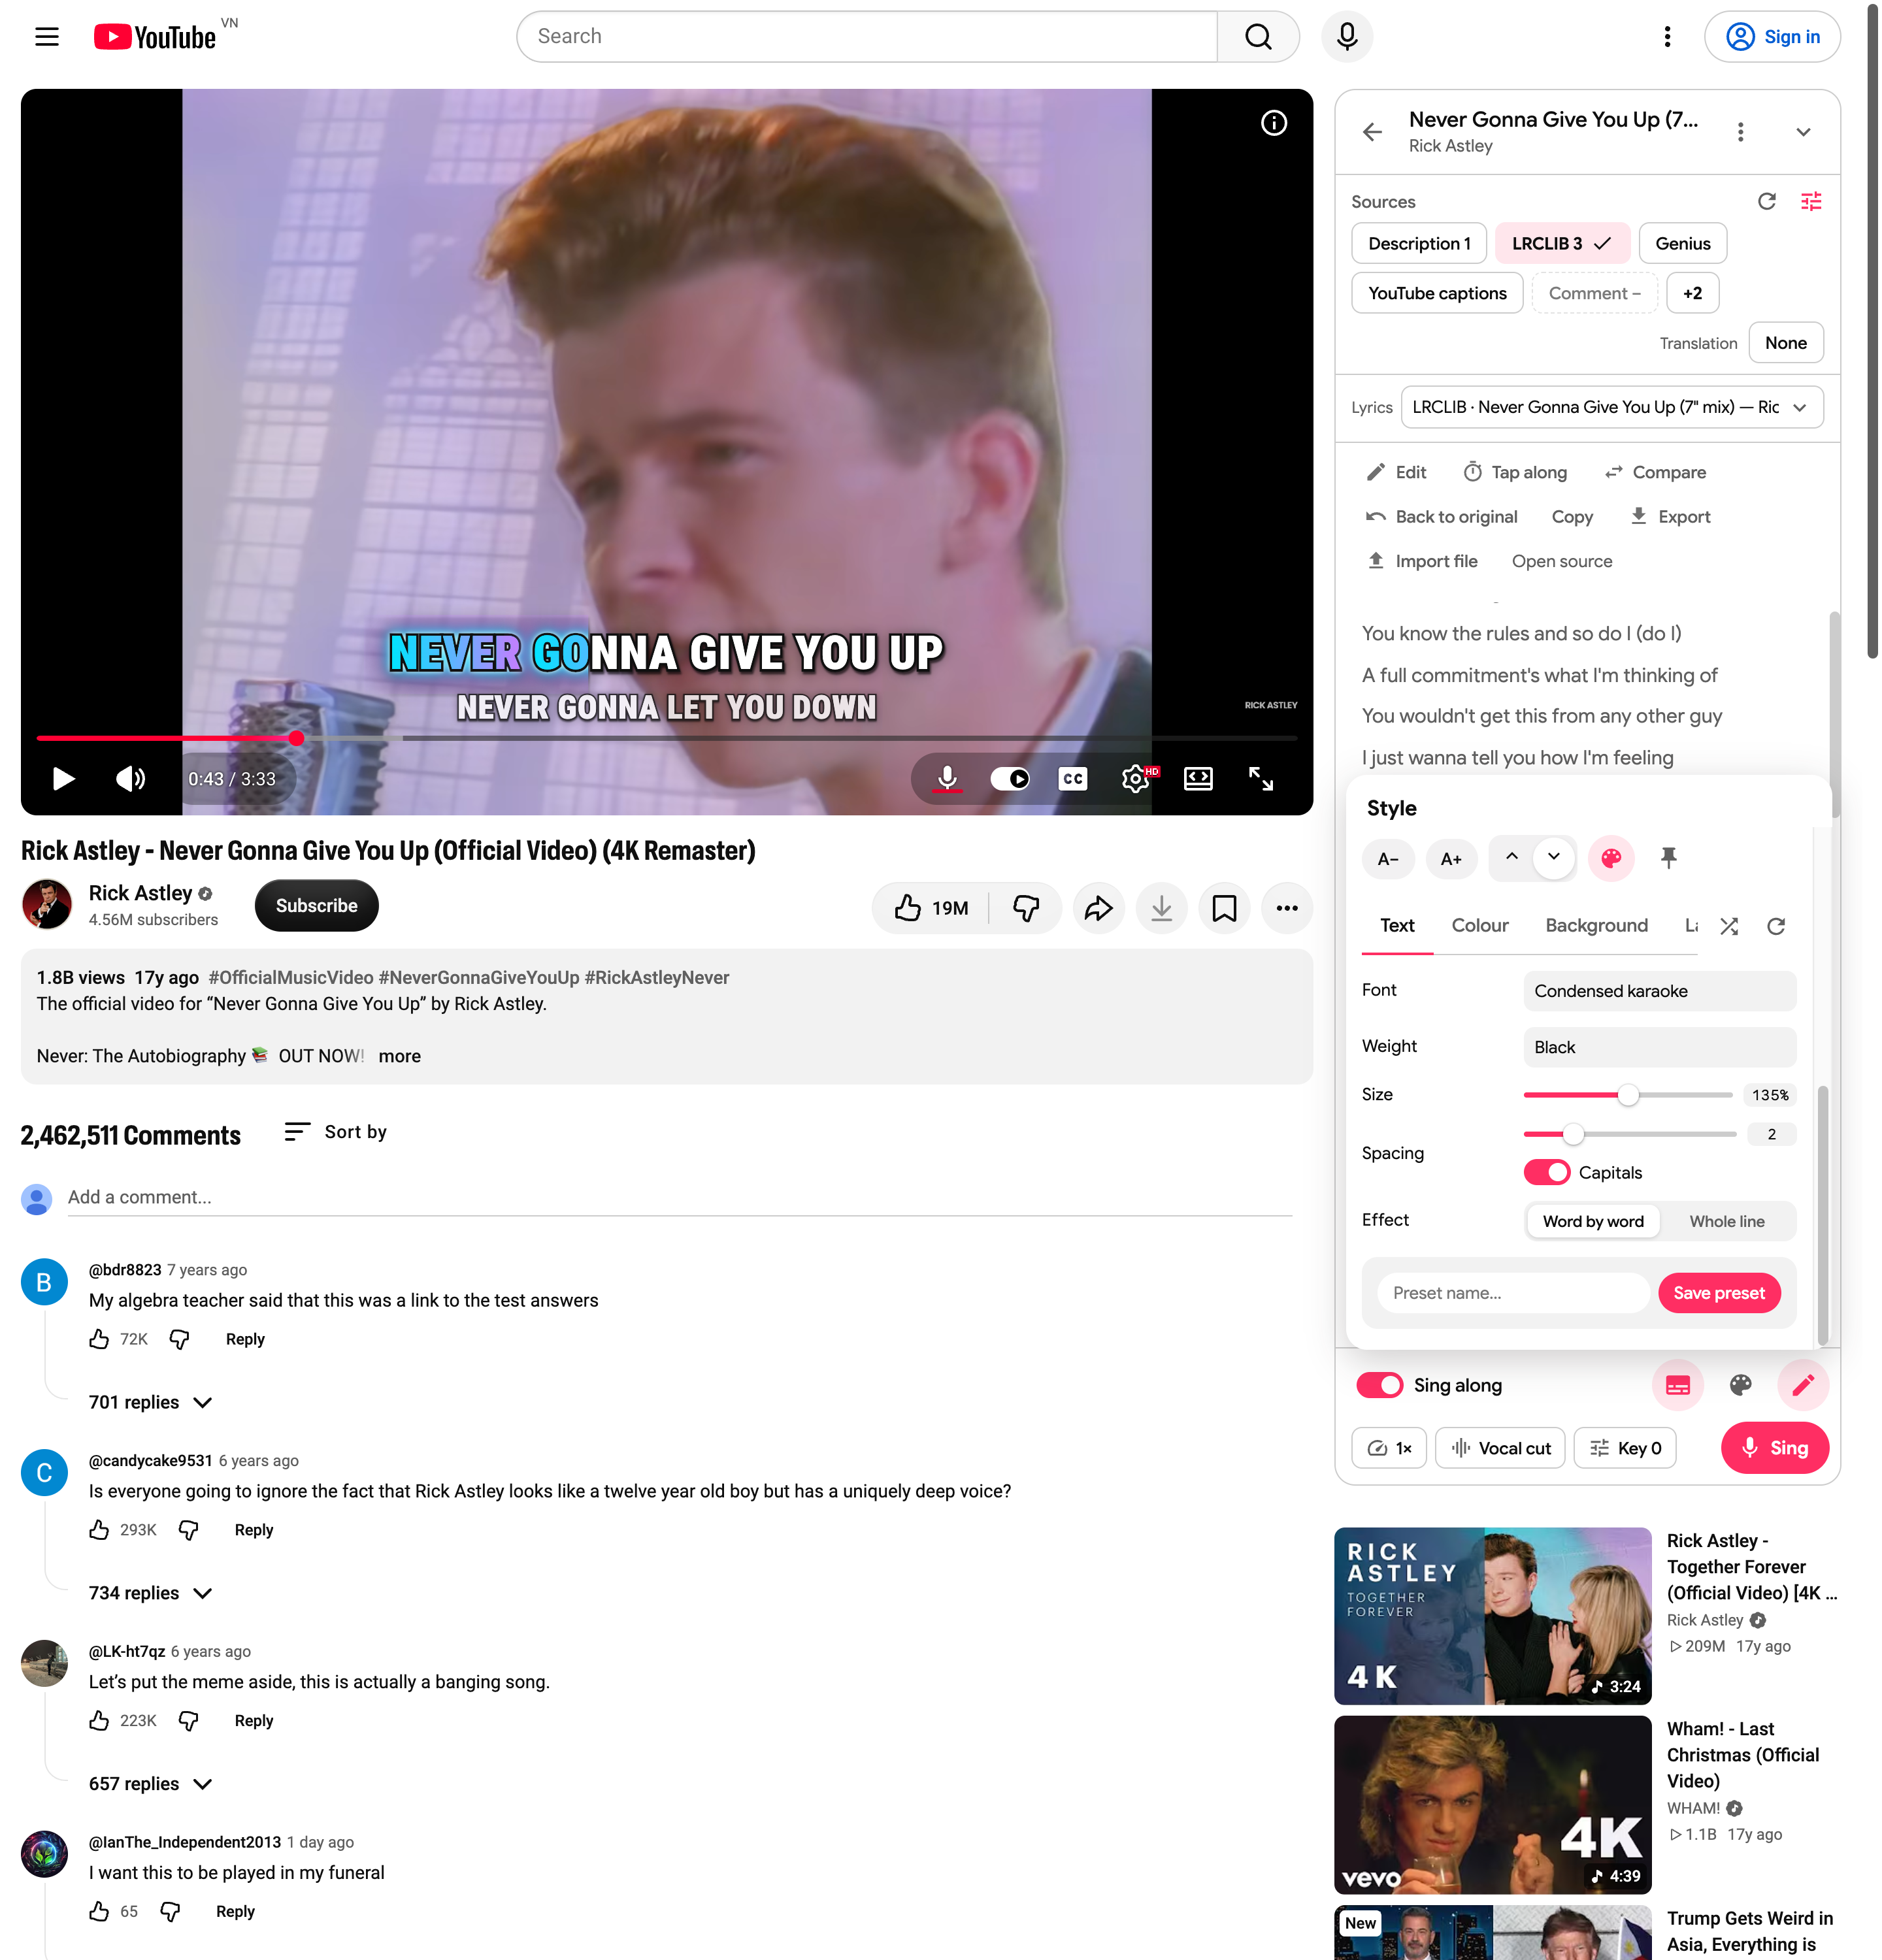 YouTube VN
Search
Sign in
NEVER GONNA GIVE YOU UP
NEVER GONNA LET YOU DOWN
RICK ASTLEY
0:43 / 3:33
CC
HD
Rick Astley - Never Gonna Give You Up (Official Video) (4K Remaster)
Rick Astley
4.56M subscribers
Subscribe
19M
1.8B views 17y ago #OfficialMusicVideo #NeverGonnaGiveYouUp #RickAstleyNever
The official video for “Never Gonna Give You Up” by Rick Astley.
Never: The Autobiography 📚 OUT NOW! more
2,462,511 Comments
Sort by
Add a comment...
B
@bdr8823 7 years ago
My algebra teacher said that this was a link to the test answers
72K
Reply
701 replies
C
@candycake9531 6 years ago
Is everyone going to ignore the fact that Rick Astley looks like a twelve year old boy but has a uniquely deep voice?
293K
Reply
734 replies
@LK-ht7qz 6 years ago
Let’s put the meme aside, this is actually a banging song.
223K
Reply
657 replies
@IanThe_Independent2013 1 day ago
I want this to be played in my funeral
65
Reply
Never Gonna Give You Up (7...
Rick Astley
Sources
Description 1
LRCLIB 3
Genius
YouTube captions
Comment –
+2
Translation
None
Lyrics
LRCLIB · Never Gonna Give You Up (7" mix) — Ric
Edit
Tap along
Compare
Back to original
Copy
Export
Import file
Open source
You know the rules and so do I (do I)
A full commitment's what I'm thinking of
You wouldn't get this from any other guy
I just wanna tell you how I'm feeling
Style
A–
A+
Text
Colour
Background
Font
Condensed karaoke
Weight
Black
Size
135%
Spacing
2
Capitals
Effect
Word by word
Whole line
Preset name...
Save preset
Sing along
1×
Vocal cut
Key 0
Sing
RICK
ASTLEY
TOGETHER
FOREVER
4K
3:24
Rick Astley -
Together Forever
(Official Video) [4K ...
Rick Astley
209M 17y ago
4K
vevo
4:39
Wham! - Last
Christmas (Official
Video)
WHAM!
1.1B 17y ago
New
Trump Gets Weird in
Asia, Everything is